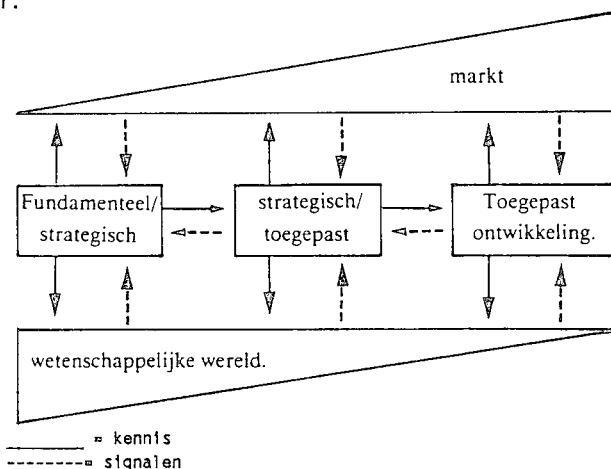 r.
markt
Fundamenteel/
strategisch
strategisch/
toegepast
Toegepast
ontwikkeling.
wetenschappelijke wereld.
= kennis
= signalen